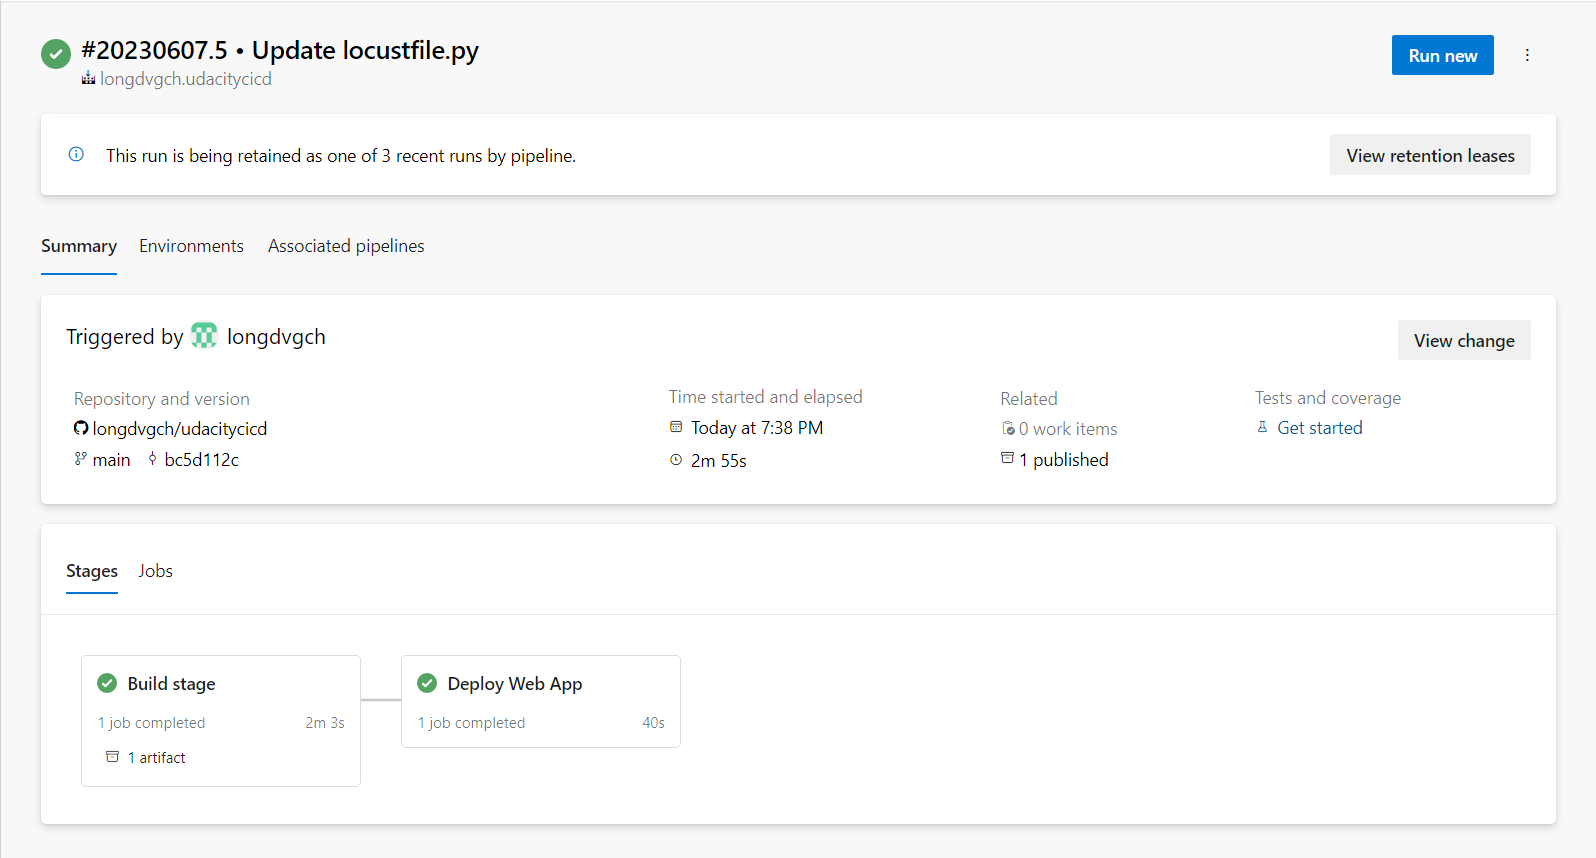 #20230607.5 • Update locustfile.py
longdvgch.udacitycicd
Run new
This run is being retained as one of 3 recent runs by pipeline.
View retention leases
Summary Environments Associated pipelines
Triggered by longdvgch
View change
Repository and version
longdvgch/udacitycicd
main bc5d112c
Time started and elapsed
Today at 7:38 PM
2m 55s
Related
0 work items
1 published
Tests and coverage
Get started
Stages Jobs
Build stage
1 job completed 2m 3s
1 artifact
Deploy Web App
1 job completed 40s